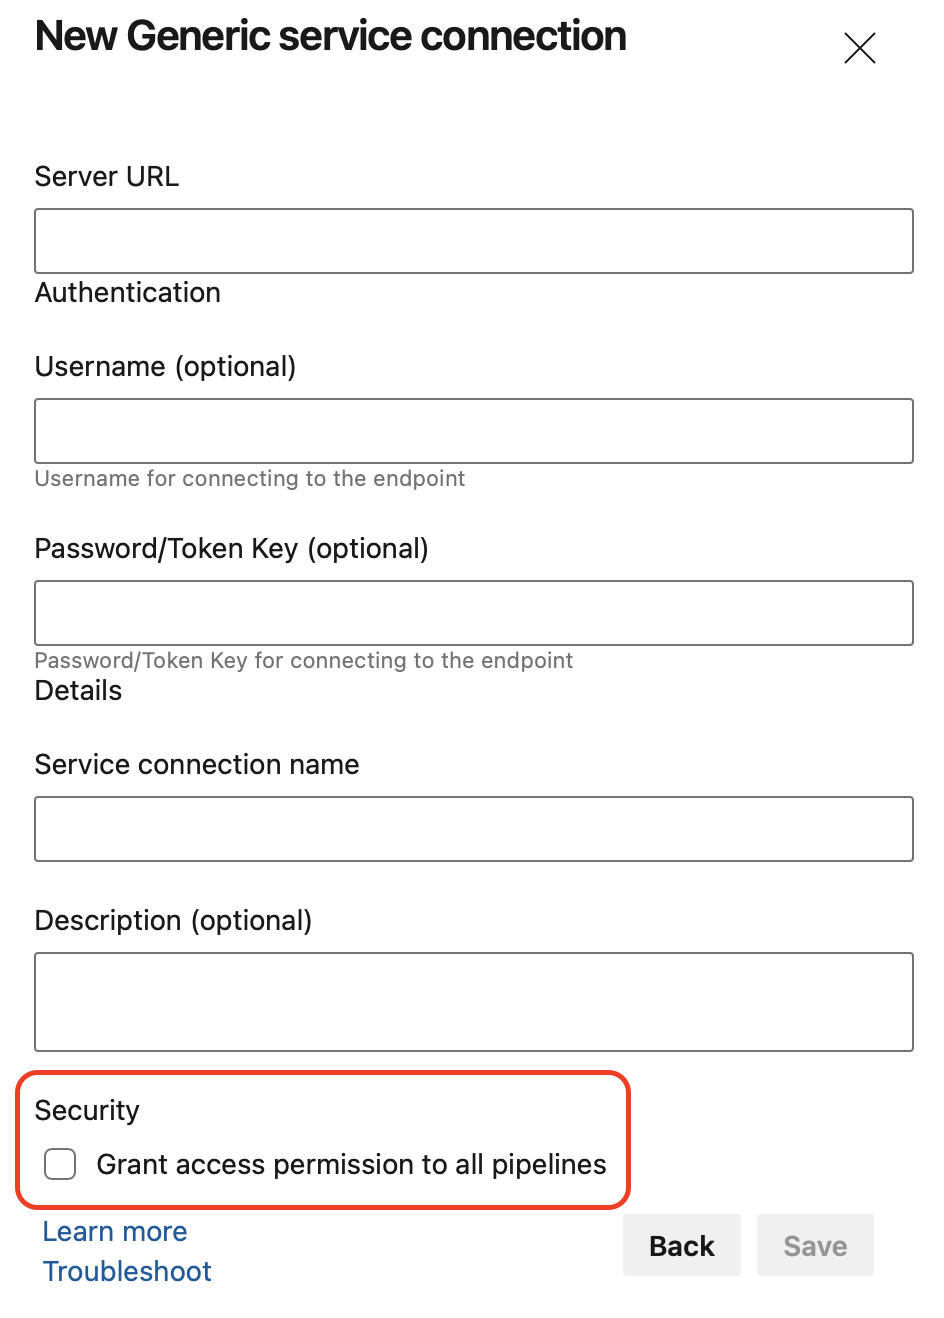 New Generic service connection
Server URL
Authentication
Username (optional)
Username for connecting to the endpoint
Password/Token Key (optional)
Password/Token Key for connecting to the endpoint
Details
Service connection name
Description (optional)
Security
Grant access permission to all pipelines
Learn more
Troubleshoot
Back
Save